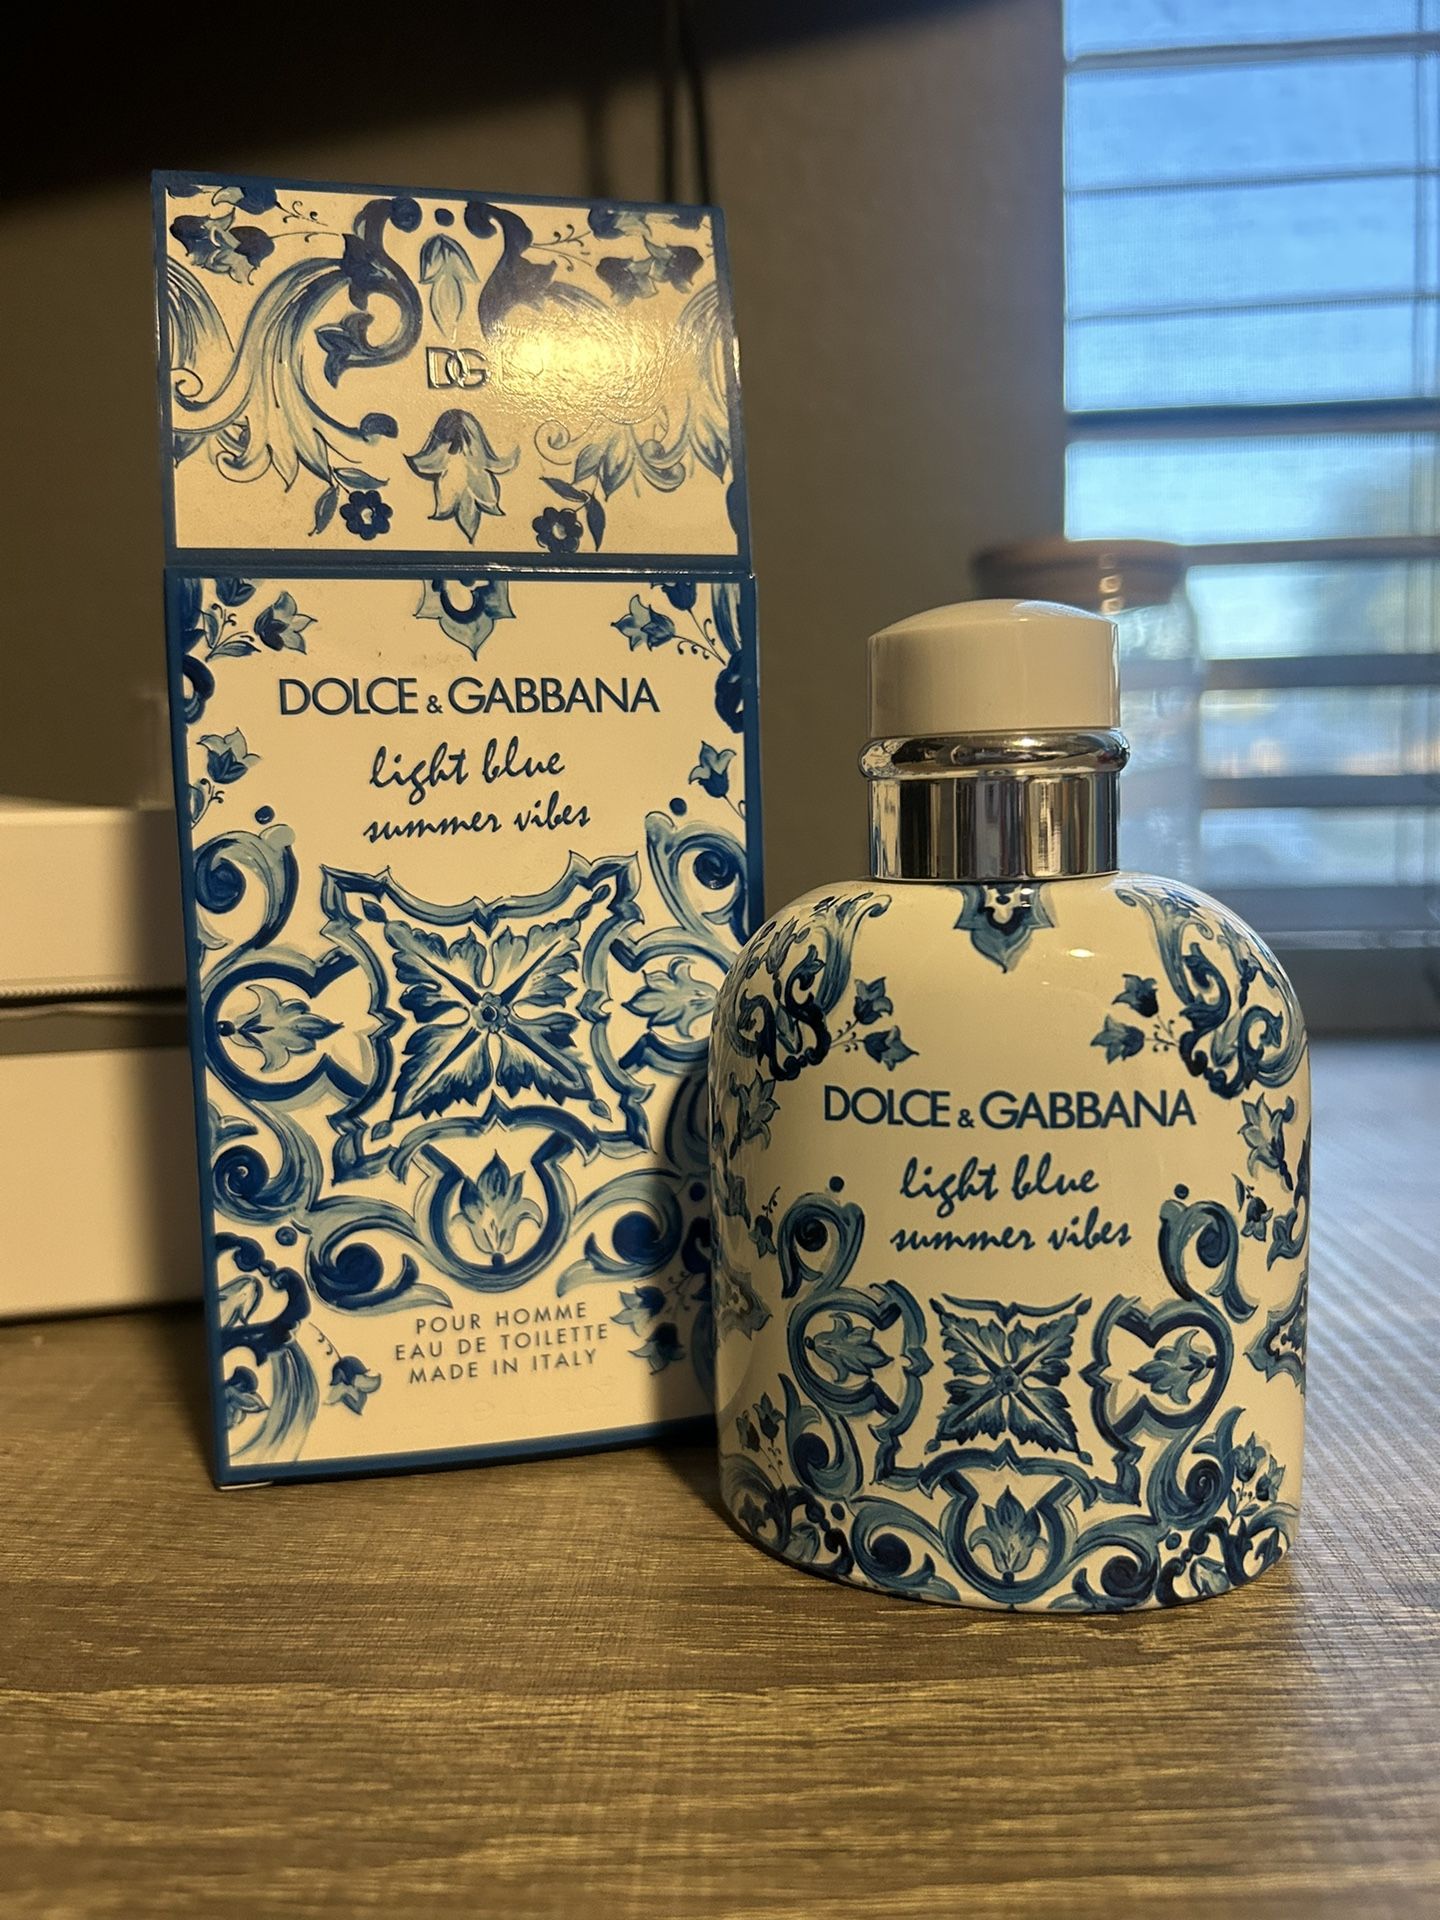 DG
DOLCE & GABBANA
light blue
summer vibes
POUR HOMME
EAU DE TOILETTE
MADE IN ITALY
DOLCE & GABBANA
light blue
summer vibes